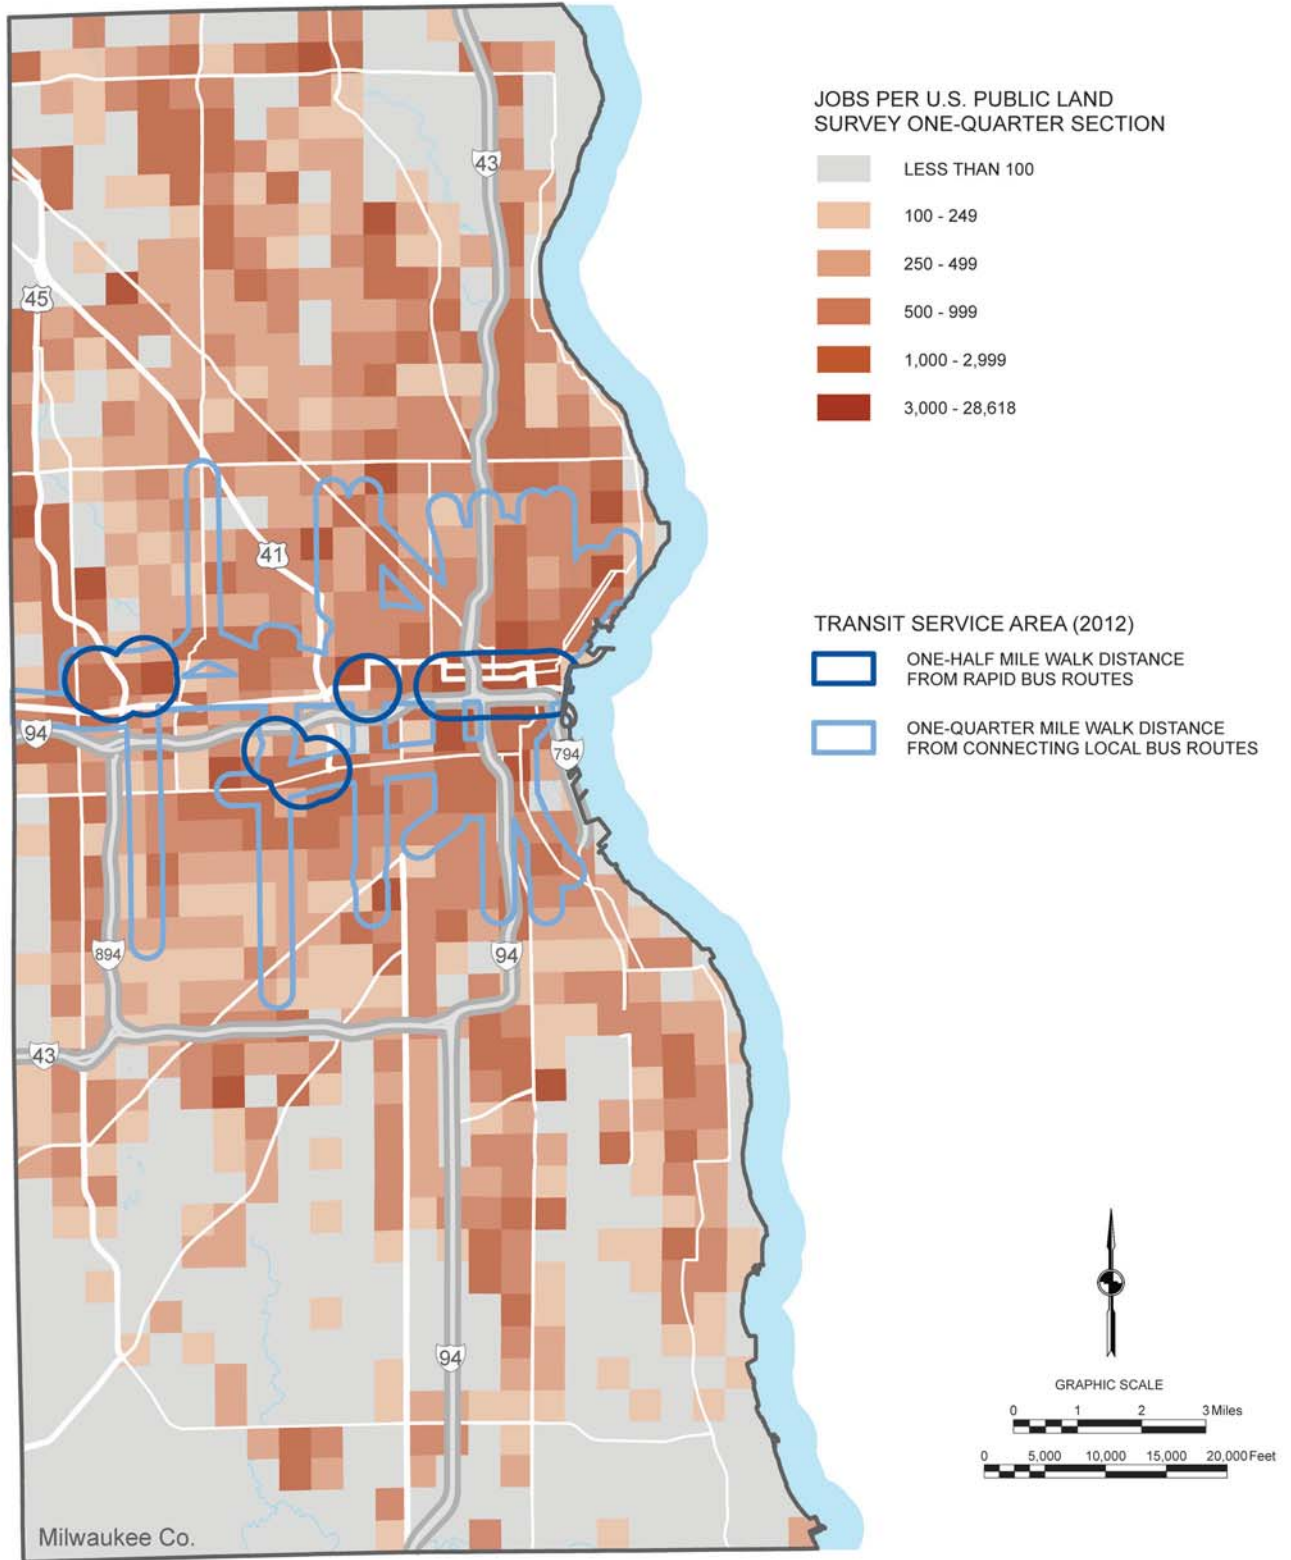 JOBS PER U.S. PUBLIC LAND
SURVEY ONE-QUARTER SECTION
LESS THAN 100
100 - 249
250 - 499
500 - 999
1,000 - 2,999
3,000 - 28,618
TRANSIT SERVICE AREA (2012)
ONE-HALF MILE WALK DISTANCE
FROM RAPID BUS ROUTES
ONE-QUARTER MILE WALK DISTANCE
FROM CONNECTING LOCAL BUS ROUTES
43
45
41
94
794
894
94
43
94
GRAPHIC SCALE
0 1 2 3 Miles
0 5,000 10,000 15,000 20,000 Feet
Milwaukee Co.